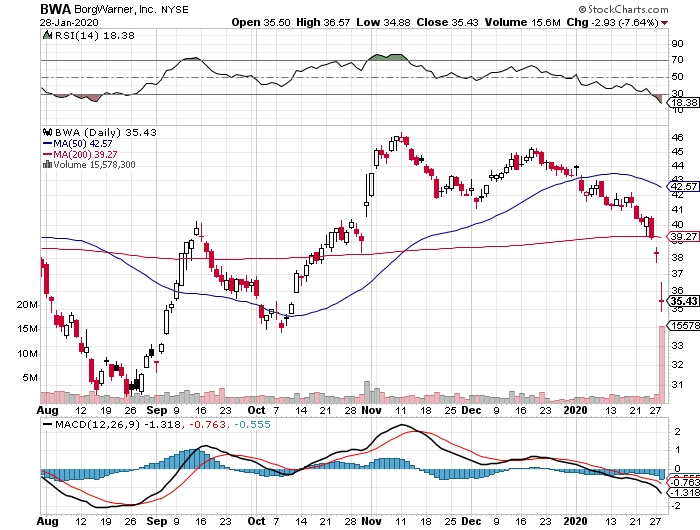 BWA BorgWarner, Inc. NYSE © StockCharts.com
28-Jan-2020 Open 35.50 High 36.57 Low 34.88 Close 35.43 Volume 15.6M Chg -2.93 (-7.64%)
RSI(14) 18.38
90
70
50
30
18.38
BWA (Daily) 35.43
MA(50) 42.57
MA(200) 39.27
Volume 15,578,300
46
45
44
43
42.57
42
41
40
39.27
38
37
36
35.43
15578
33
32
31
20M
15M
10M
5M
Aug 12 19 26 Sep 9 16 23 Oct 7 14 21 28 Nov 11 18 25 Dec 9 16 23 2020 13 21 27
MACD(12,26,9) -1.318, -0.763, -0.555
2
1
0
-0.555
-0.763
-1.318
-2
Aug 12 19 26 Sep 9 16 23 Oct 7 14 21 28 Nov 11 18 25 Dec 9 16 23 2020 13 21 27